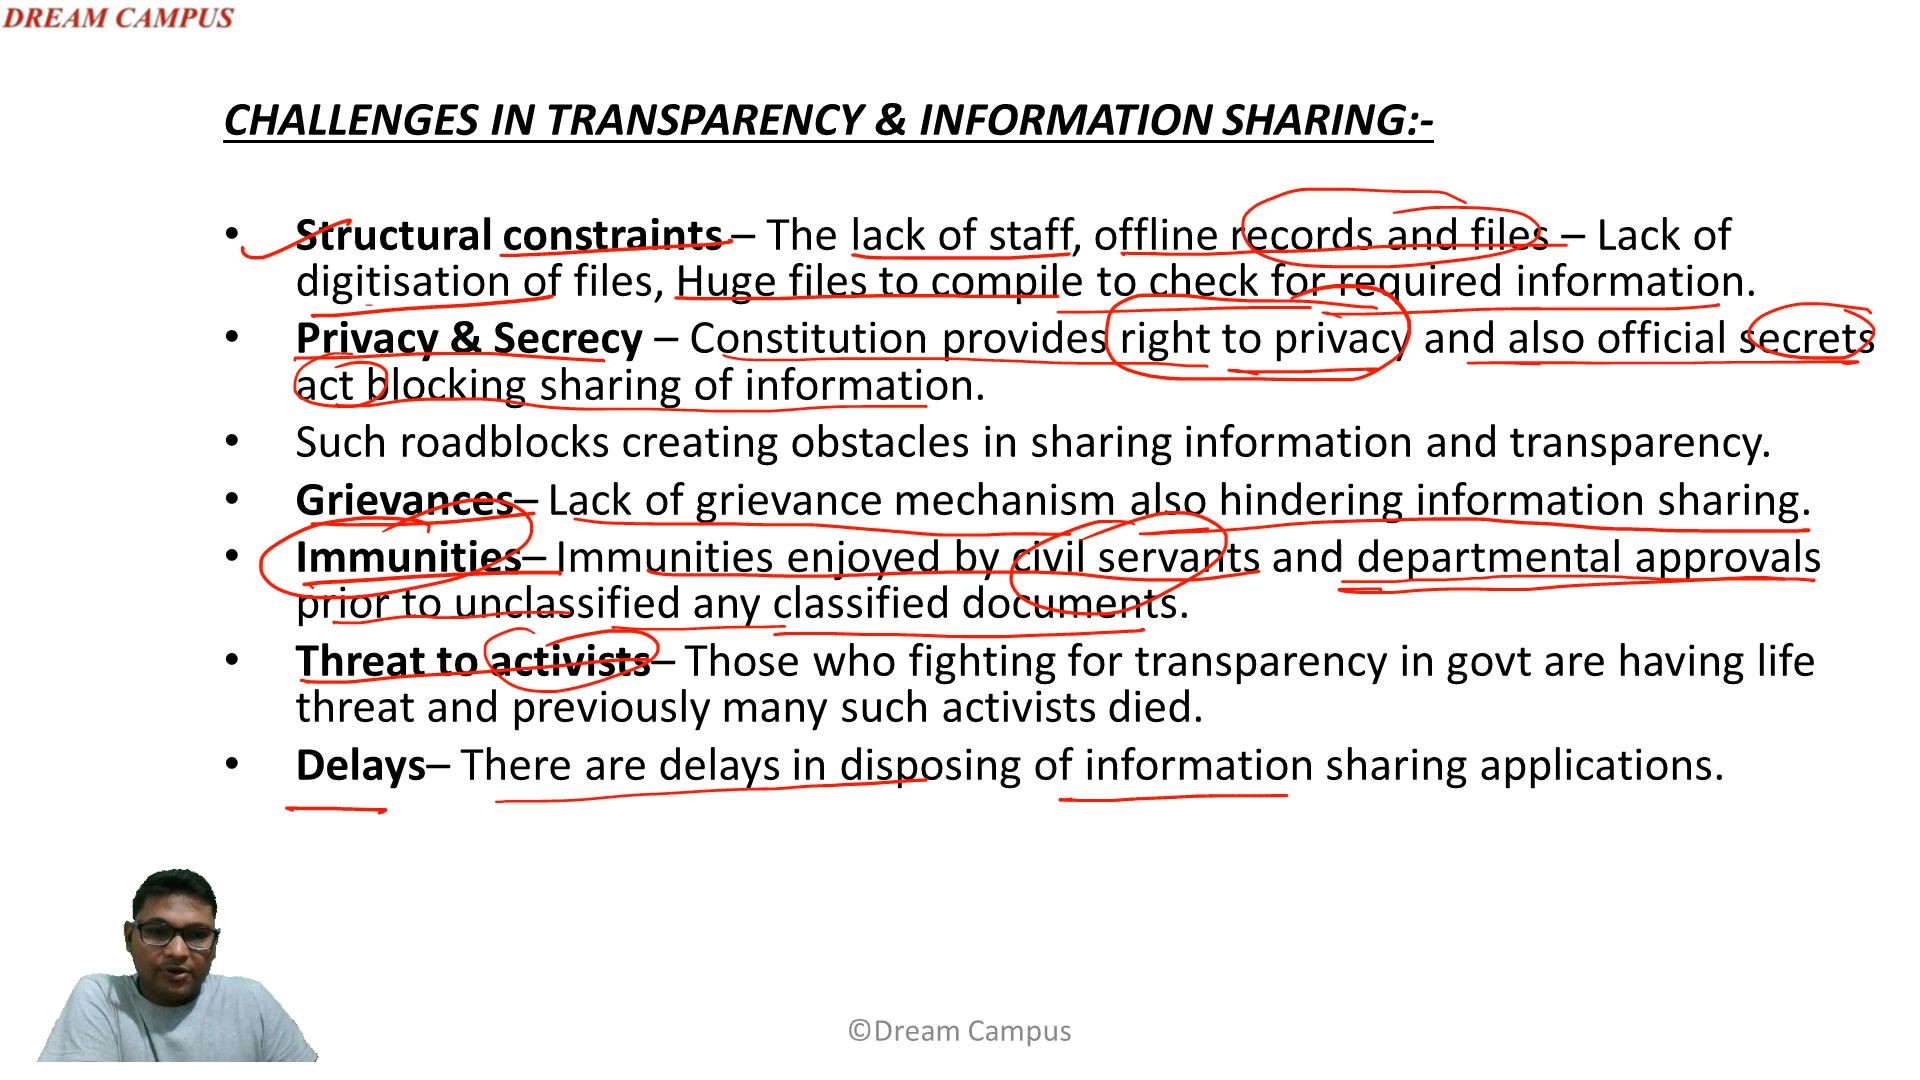 DREAM CAMPUS
CHALLENGES IN TRANSPARENCY & INFORMATION SHARING:-
• Structural constraints – The lack of staff, offline records and files – Lack of
digitisation of files, Huge files to compile to check for required information.
• Privacy & Secrecy – Constitution provides right to privacy and also official secrets
act blocking sharing of information.
• Such roadblocks creating obstacles in sharing information and transparency.
• Grievances– Lack of grievance mechanism also hindering information sharing.
• Immunities– Immunities enjoyed by civil servants and departmental approvals
prior to unclassified any classified documents.
• Threat to activists– Those who fighting for transparency in govt are having life
threat and previously many such activists died.
• Delays– There are delays in disposing of information sharing applications.
©Dream Campus